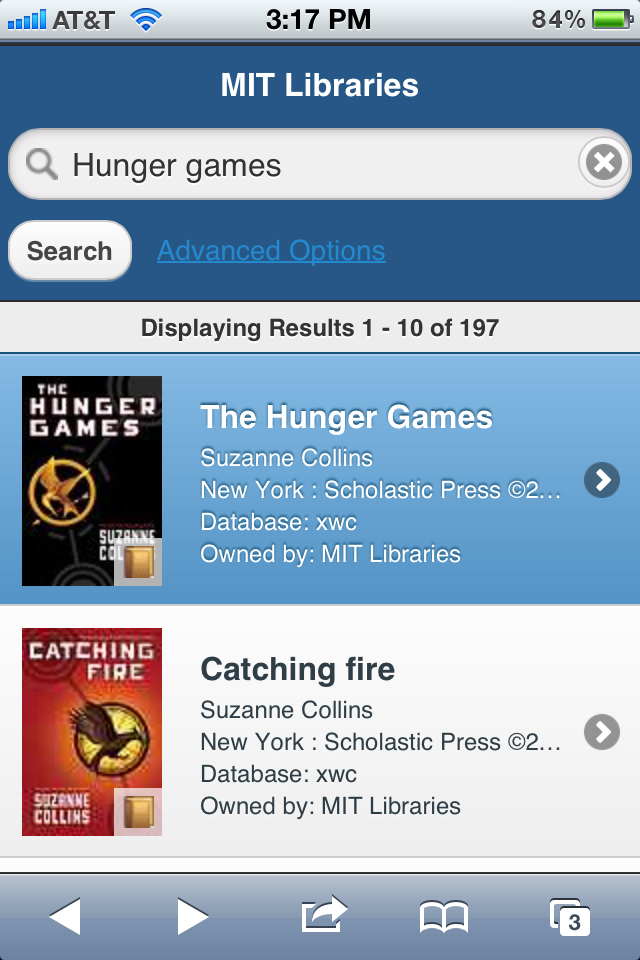 AT&T 3:17 PM 84%
MIT Libraries
Hunger games
Search Advanced Options
Displaying Results 1 - 10 of 197
THE
HUNGER
GAMES
SUZANNE
The Hunger Games
Suzanne Collins
New York : Scholastic Press ©2...
Database: xwc
Owned by: MIT Libraries
CATCHING
FIRE
SUZANNE
COLLINS
Catching fire
Suzanne Collins
New York : Scholastic Press ©2...
Database: xwc
Owned by: MIT Libraries
3